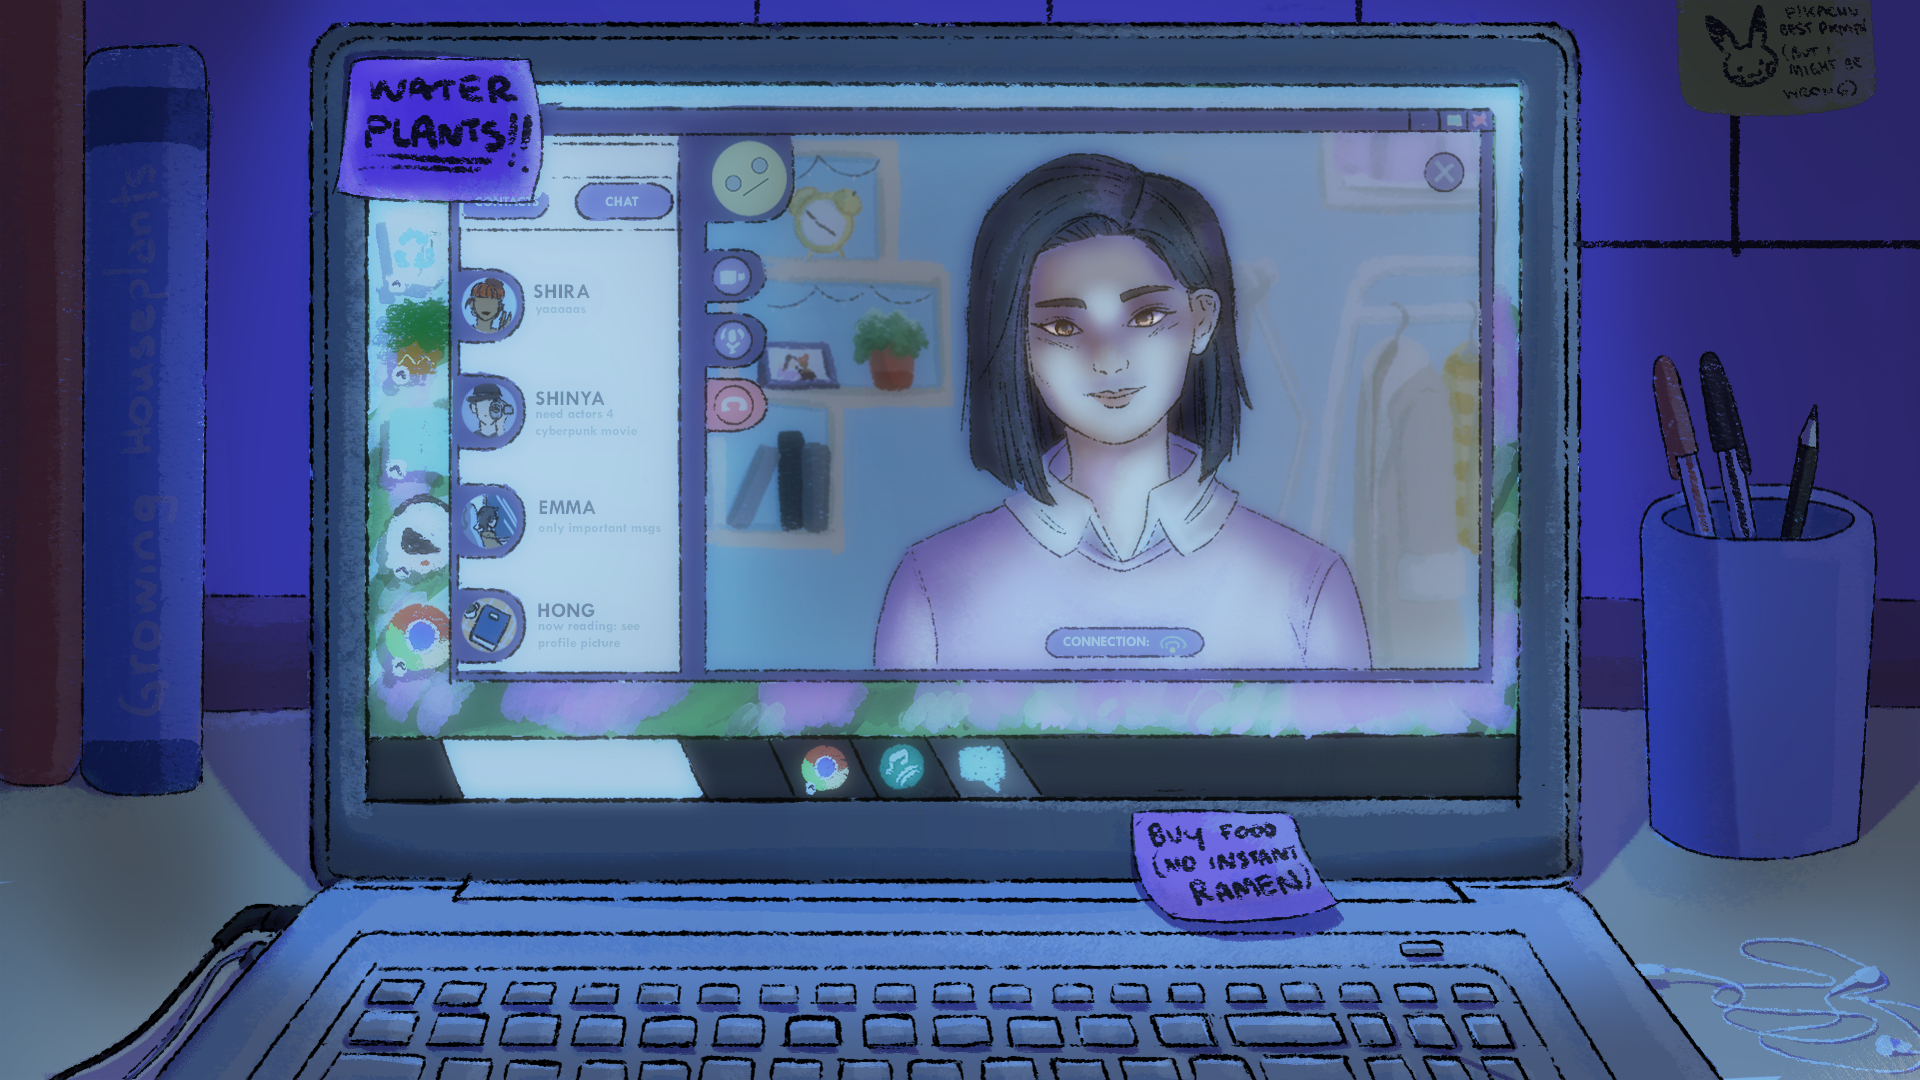 WATER
PLANTS!!
CONTACTS
CHAT
SHIRA
yaaaaas
SHINYA
need actors 4
cyberpunk movie
EMMA
only important msgs
HONG
now reading: see
profile picture
CONNECTION:
BUY FOOD
(NO INSTANT
RAMEN)
Growing Houseplants
PIKACHU
BEST PKMN
(BUT I
MIGHT BE
WRONG)